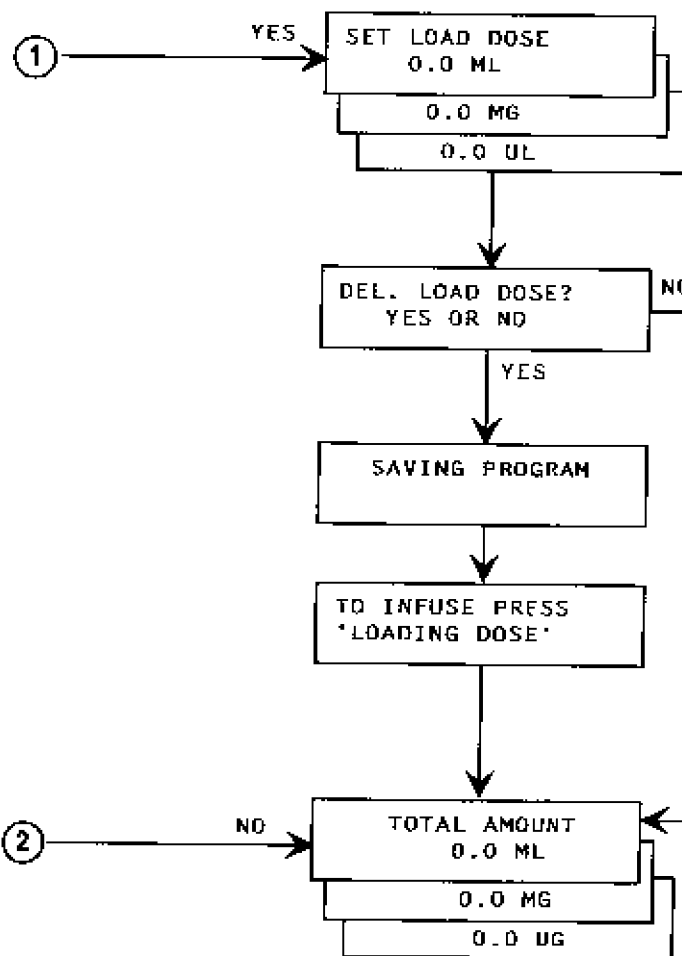 1
YES
SET LOAD DOSE
0.0 ML
0.0 MG
0.0 UL
DEL. LOAD DOSE?
YES OR NO
NO
YES
SAVING PROGRAM
TO INFUSE PRESS
'LOADING DOSE'
2
NO
TOTAL AMOUNT
0.0 ML
0.0 MG
0.0 UG